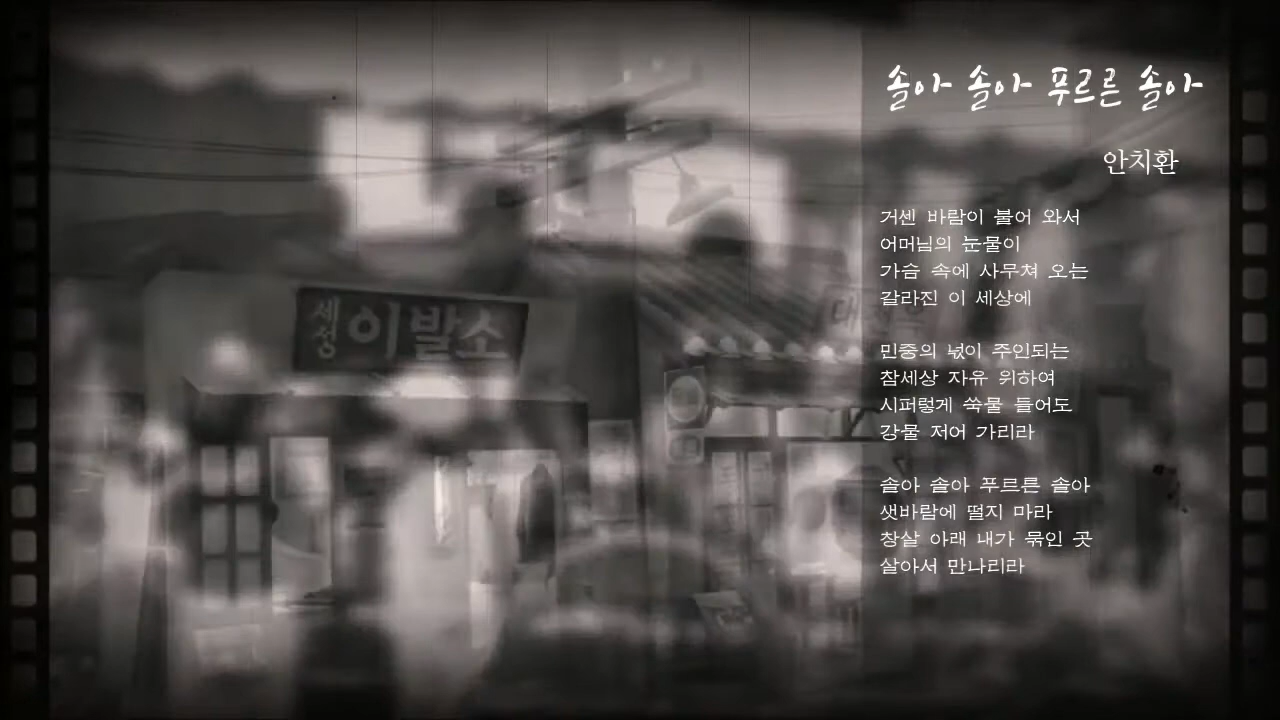 솔아 솔아 푸르른 솔아
안치환
거센 바람이 불어 와서
어머님의 눈물이
가슴 속에 사무쳐 오는
갈라진 이 세상에
민중의 넋이 주인되는
참세상 자유 위하여
시퍼렇게 쑥물 들어도
강물 저어 가리라
솔아 솔아 푸르른 솔아
샛바람에 떨지 마라
창살 아래 내가 묶인 곳
살아서 만나리라
세성 이발소